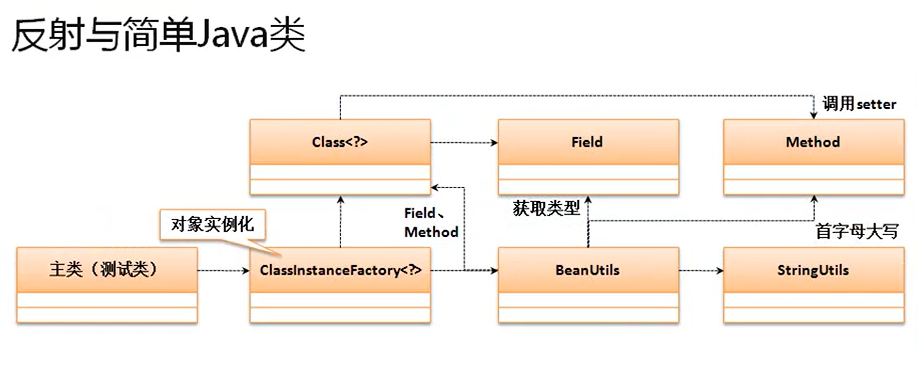 反射与简单Java类
调用setter
Class<?>
Field
Method
Field、
Method
获取类型
首字母大写
对象实例化
主类（测试类）
ClassInstanceFactory<?>
BeanUtils
StringUtils